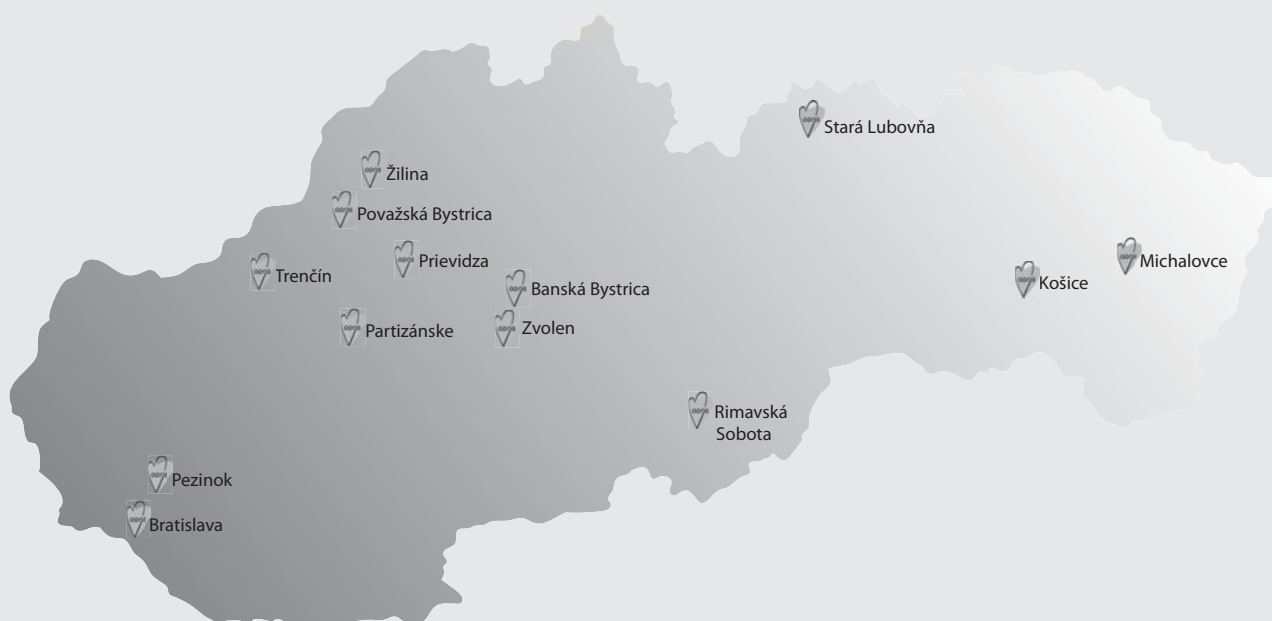 Stará Lubovňa
Žilina
Považská Bystrica
Prievidza
Michalovce
Trenčín
Košice
Banská Bystrica
Partizánske
Zvolen
Rimavská
Sobota
Pezinok
Bratislava